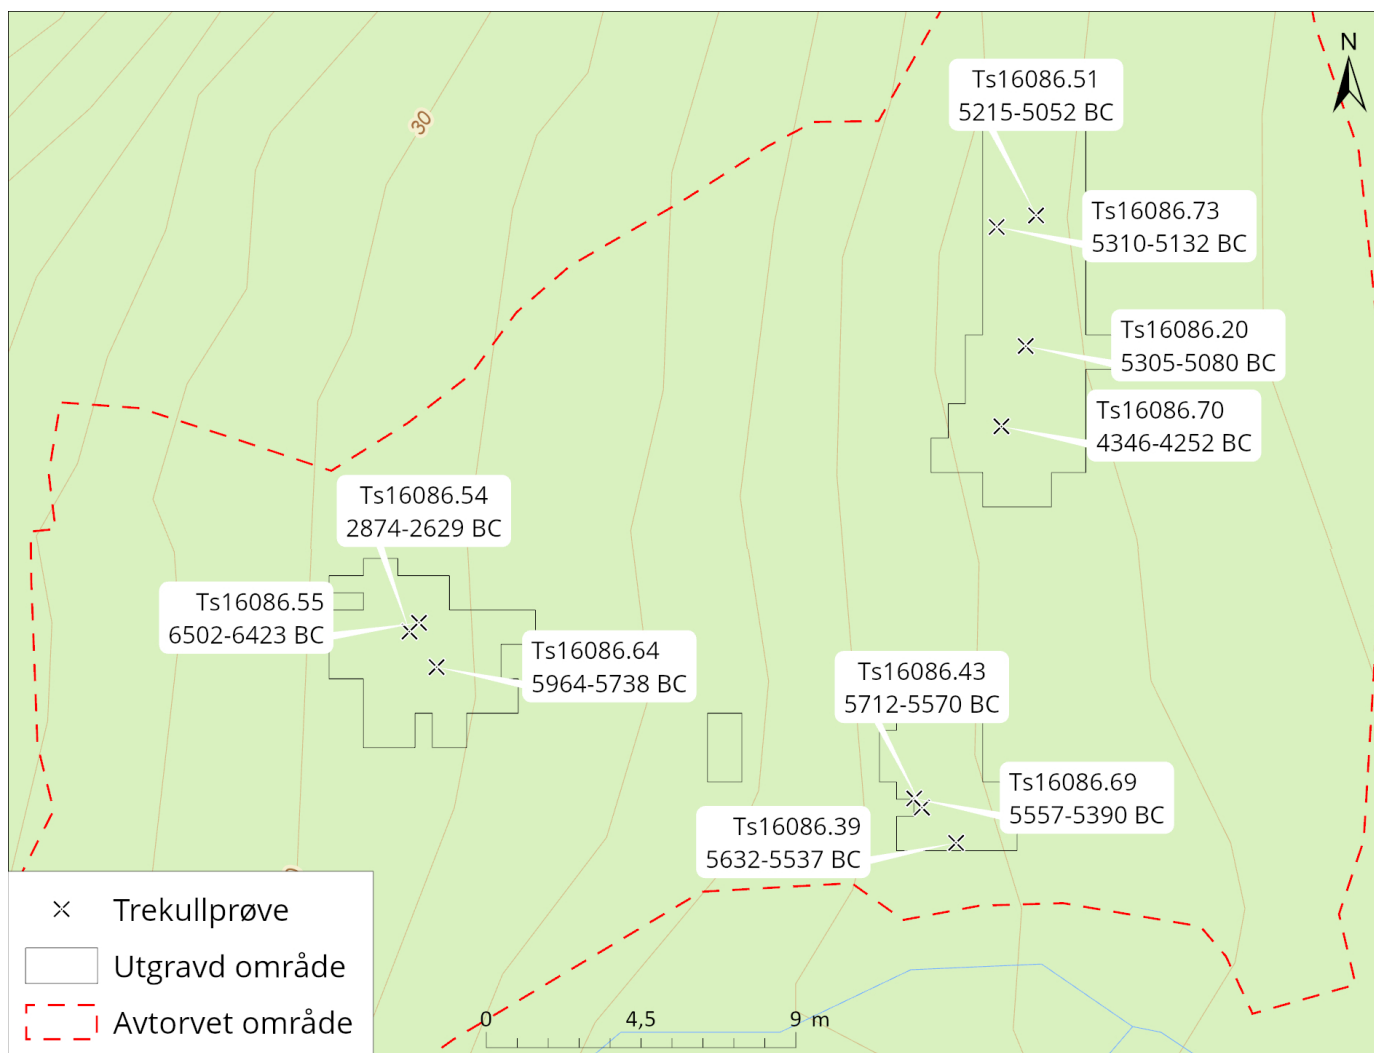 N
Ts16086.51
5215-5052 BC
30
Ts16086.73
5310-5132 BC
Ts16086.20
5305-5080 BC
Ts16086.70
4346-4252 BC
Ts16086.54
2874-2629 BC
Ts16086.55
6502-6423 BC
Ts16086.64
5964-5738 BC
Ts16086.43
5712-5570 BC
Ts16086.69
5557-5390 BC
Ts16086.39
5632-5537 BC
Trekullprøve
Utgravd område
Avtorvet område
0 4,5 9 m